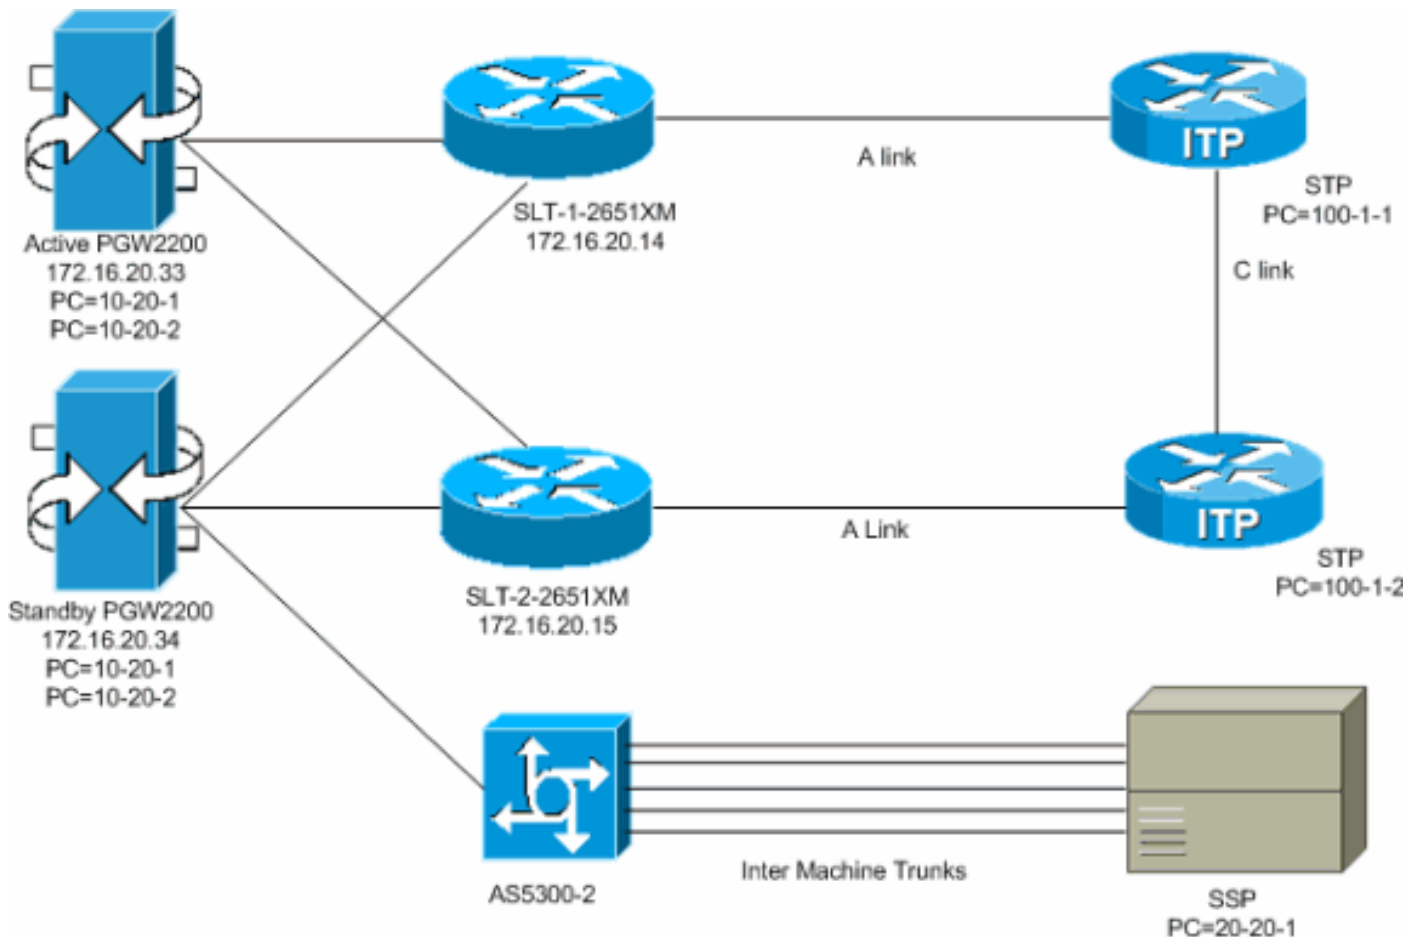 ITP
A link
STP
PC=100-1-1
SLT-1-2651XM
172.16.20.14
Active PGW2200
172.16.20.33
PC=10-20-1
PC=10-20-2
C link
ITP
A Link
STP
PC=100-1-2
SLT-2-2651XM
172.16.20.15
Standby PGW2200
172.16.20.34
PC=10-20-1
PC=10-20-2
Inter Machine Trunks
AS5300-2
SSP
PC=20-20-1